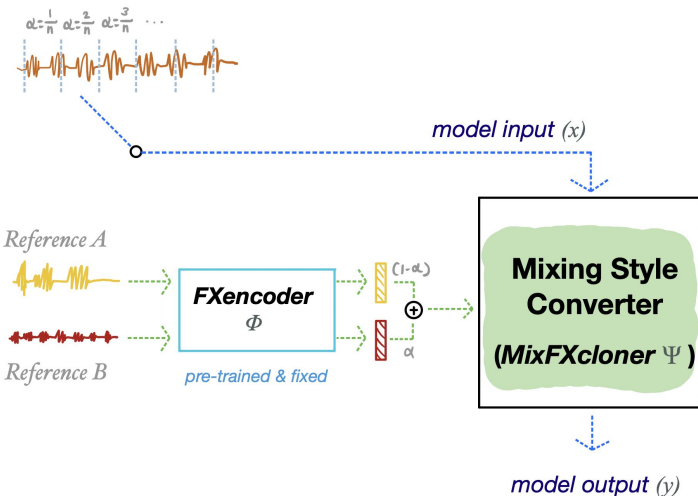 α=1/n α=2/n α=3/n ...
model input (x)
Reference A
(1-α)
FXencoder
Φ
+
α
Reference B
pre-trained & fixed
Mixing Style
Converter
(MixFXcloner Ψ)
model output (y)